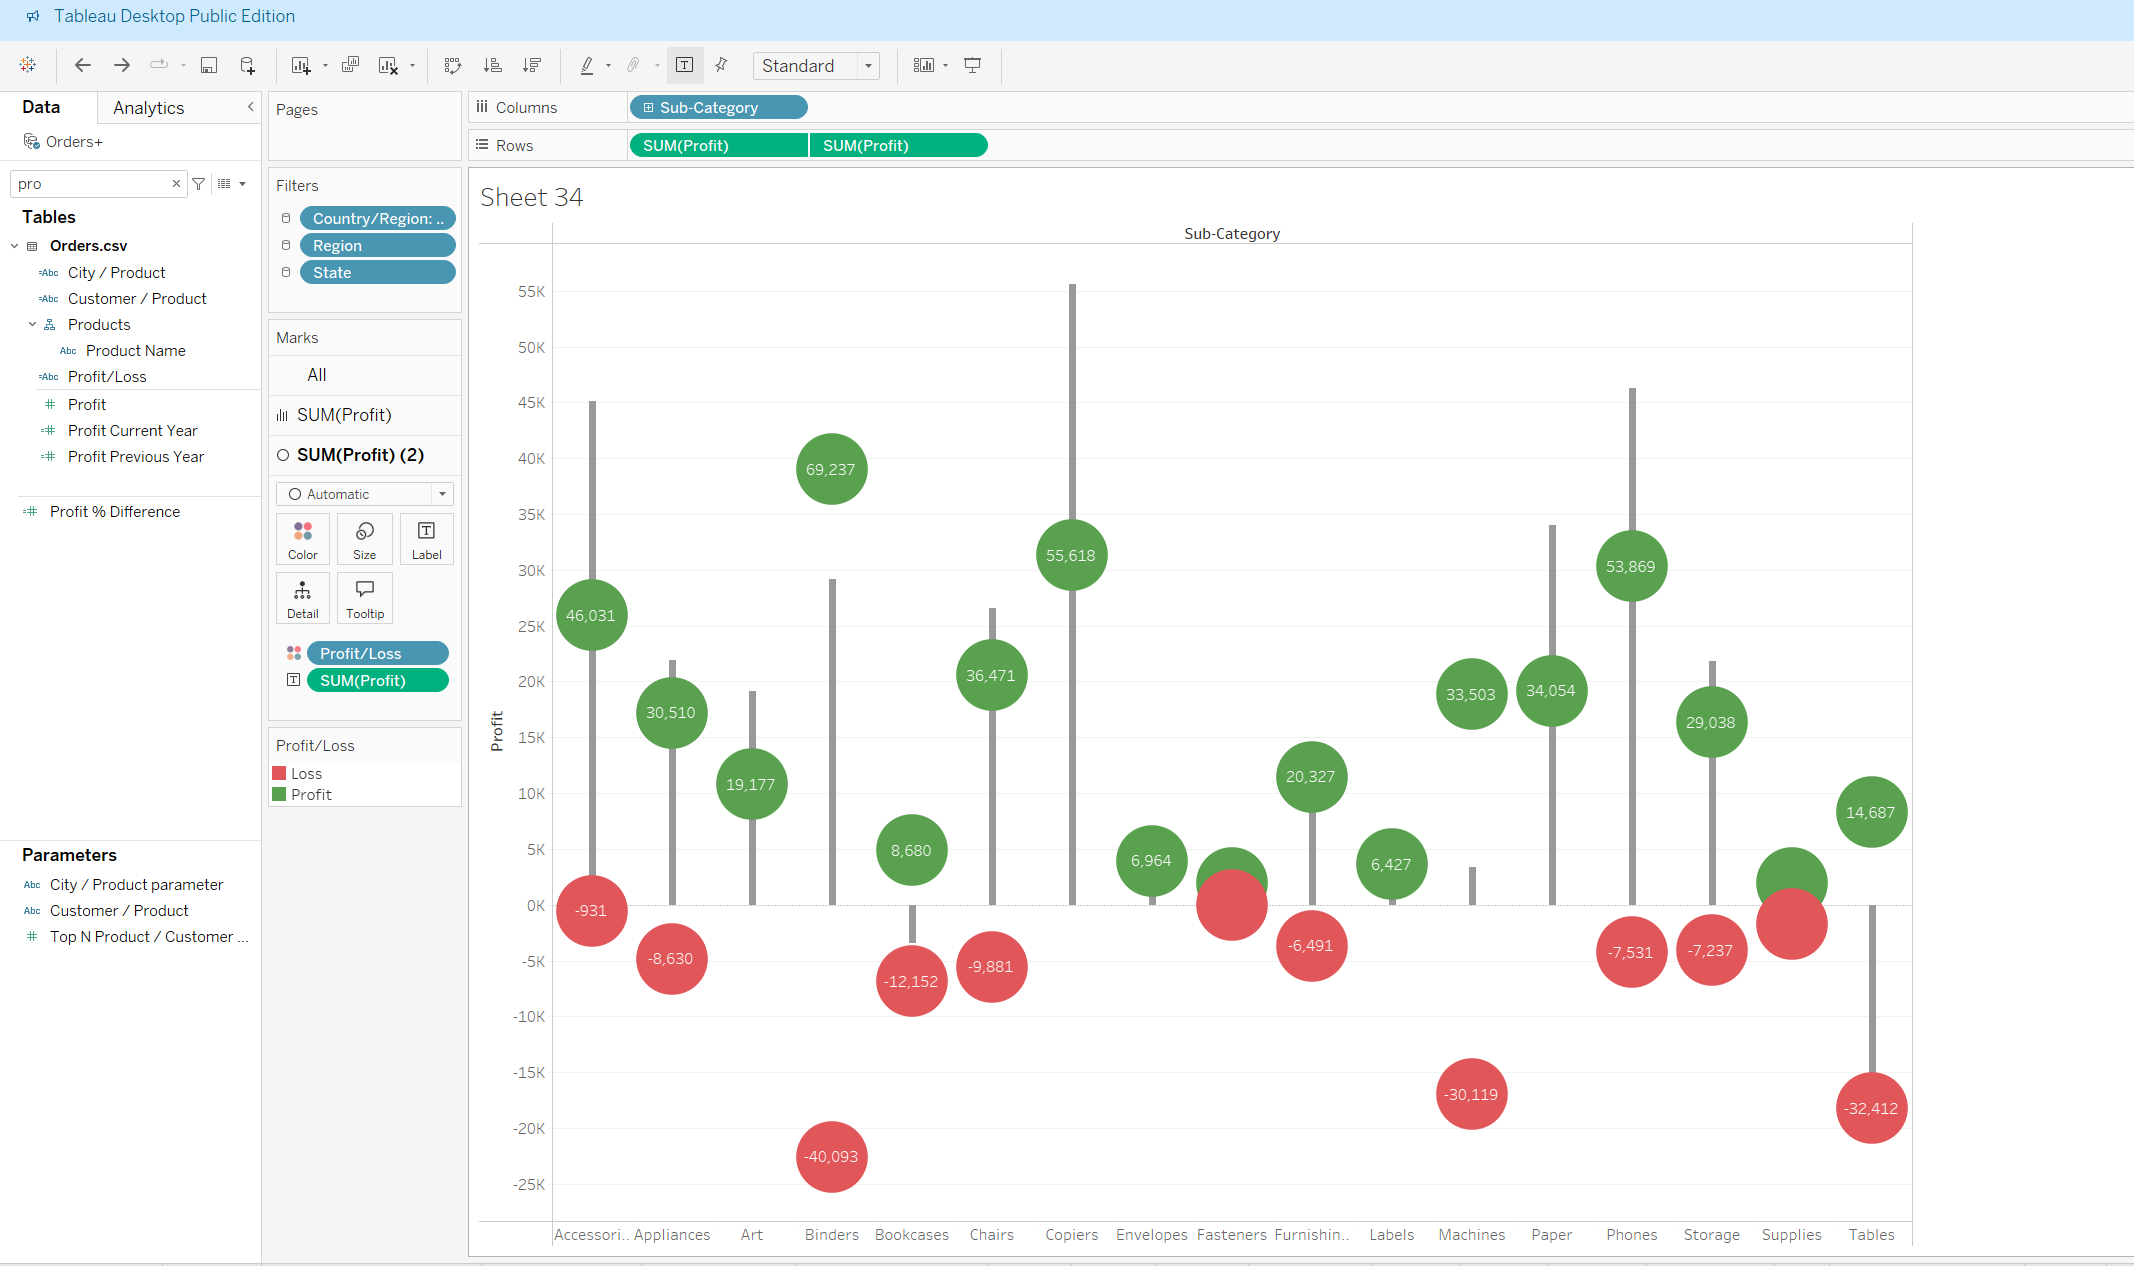 Tableau Desktop Public Edition
Standard
Data
Analytics
Orders+
pro
Tables
Orders.csv
=Abc City / Product
=Abc Customer / Product
Products
Abc Product Name
=Abc Profit/Loss
# Profit
=# Profit Current Year
=# Profit Previous Year
=# Profit % Difference
Parameters
Abc City / Product parameter
Abc Customer / Product
# Top N Product / Customer ...
Pages
Filters
Country/Region: ..
Region
State
Marks
All
SUM(Profit)
SUM(Profit) (2)
Automatic
Color
Size
T
Label
Detail
Tooltip
Profit/Loss
T SUM(Profit)
Profit/Loss
Loss
Profit
Columns
Sub-Category
Rows
SUM(Profit)
SUM(Profit)
Sheet 34
Sub-Category
Profit
55K
50K
45K
40K
35K
30K
25K
20K
15K
10K
5K
0K
-5K
-10K
-15K
-20K
-25K
46,031
-931
30,510
-8,630
19,177
69,237
-40,093
8,680
-12,152
36,471
-9,881
55,618
6,964
20,327
-6,491
6,427
33,503
-30,119
34,054
53,869
-7,531
29,038
-7,237
14,687
-32,412
Accessori..
Appliances
Art
Binders
Bookcases
Chairs
Copiers
Envelopes
Fasteners
Furnishin..
Labels
Machines
Paper
Phones
Storage
Supplies
Tables